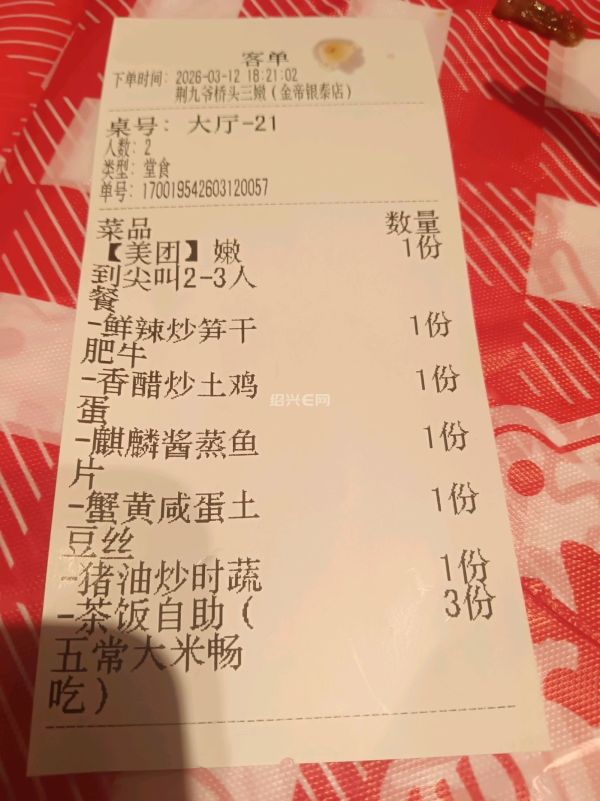 客单
下单时间: 2026-03-12 18:21:02
荆九爷桥头三嫩(金帝银泰店)
桌号: 大厅-21
人数: 2
类型: 堂食
单号: 170019542603120057
菜品 数量
【美团】嫩 1份
到尖叫2-3人
餐
-鲜辣炒笋干 1份
肥牛
-香醋炒土鸡 1份
蛋
-麒麟酱蒸鱼 1份
片
-蟹黄咸蛋土 1份
豆丝
-猪油炒时蔬 1份
-茶饭自助( 3份
五常大米畅
吃)
绍兴E网